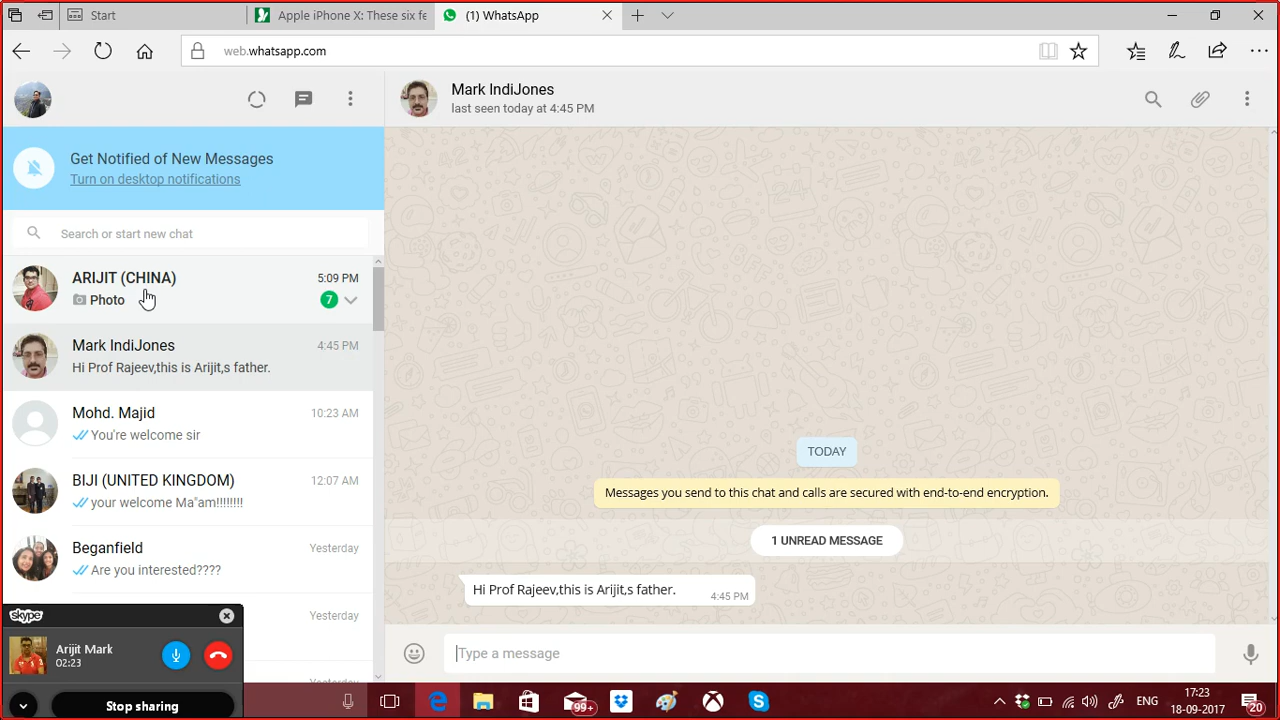 Start
Apple iPhone X: These six fe
(1) WhatsApp
web.whatsapp.com
Mark IndiJones
last seen today at 4:45 PM
Get Notified of New Messages
Turn on desktop notifications
Search or start new chat
ARIJIT (CHINA)
5:09 PM
Photo
7
Mark IndiJones
4:45 PM
Hi Prof Rajeev,this is Arijit,s father.
Mohd. Majid
10:23 AM
You're welcome sir
BIJI (UNITED KINGDOM)
12:07 AM
your welcome Ma"am!!!!!!!!
Beganfield
Yesterday
Are you interested????
Yesterday
TODAY
Messages you send to this chat and calls are secured with end-to-end encryption.
1 UNREAD MESSAGE
Hi Prof Rajeev,this is Arijit,s father.
4:45 PM
Type a message
skype
Arijit Mark
02:23
Stop sharing
99+
ENG
17:23
18-09-2017
20